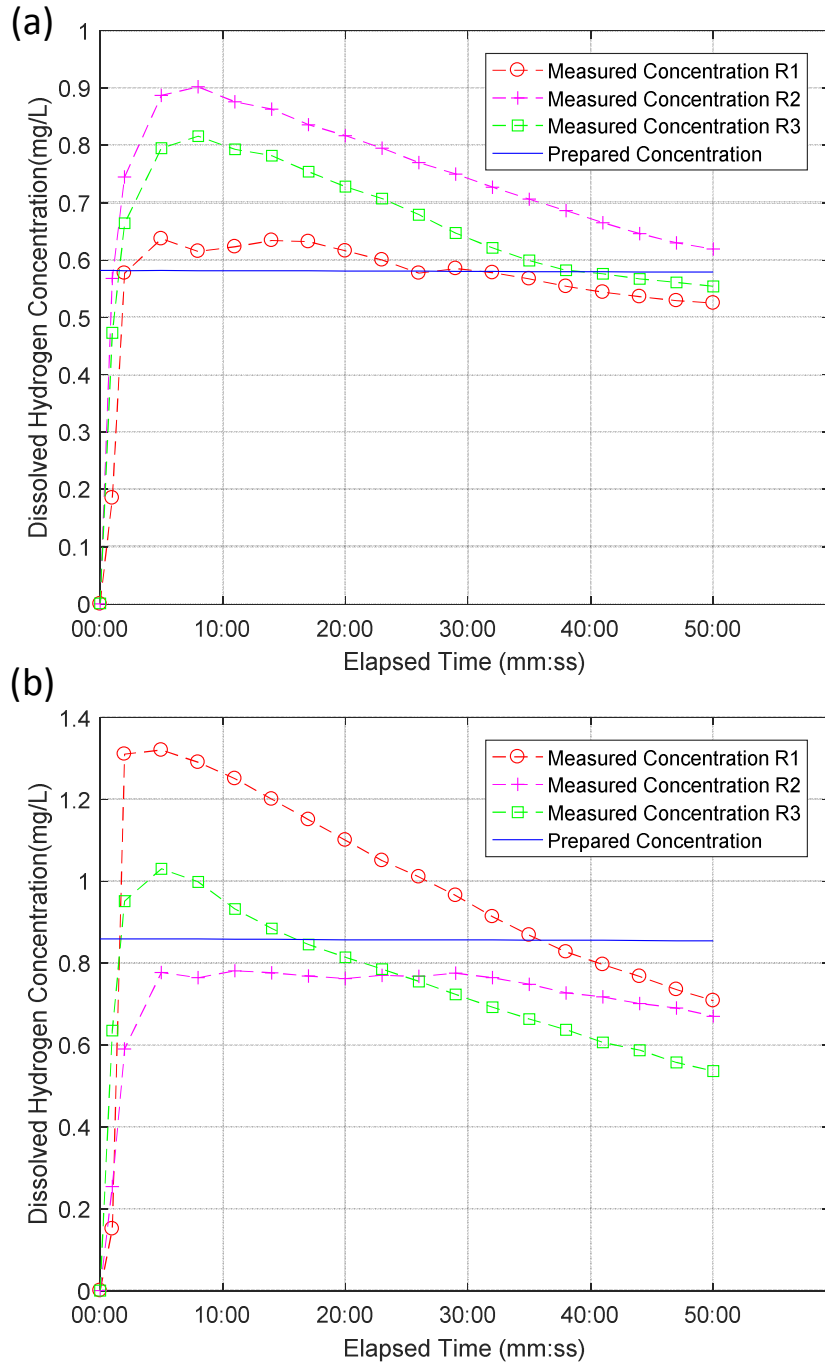 (a)
1
0.9
0.8
0.7
0.6
0.5
0.4
0.3
0.2
0.1
0
Dissolved Hydrogen Concentration(mg/L)
Measured Concentration R1
Measured Concentration R2
Measured Concentration R3
Prepared Concentration
00:00 10:00 20:00 30:00 40:00 50:00
Elapsed Time (mm:ss)
(b)
1.4
1.2
1
0.8
0.6
0.4
0.2
0
Dissolved Hydrogen Concentration(mg/L)
Measured Concentration R1
Measured Concentration R2
Measured Concentration R3
Prepared Concentration
00:00 10:00 20:00 30:00 40:00 50:00
Elapsed Time (mm:ss)